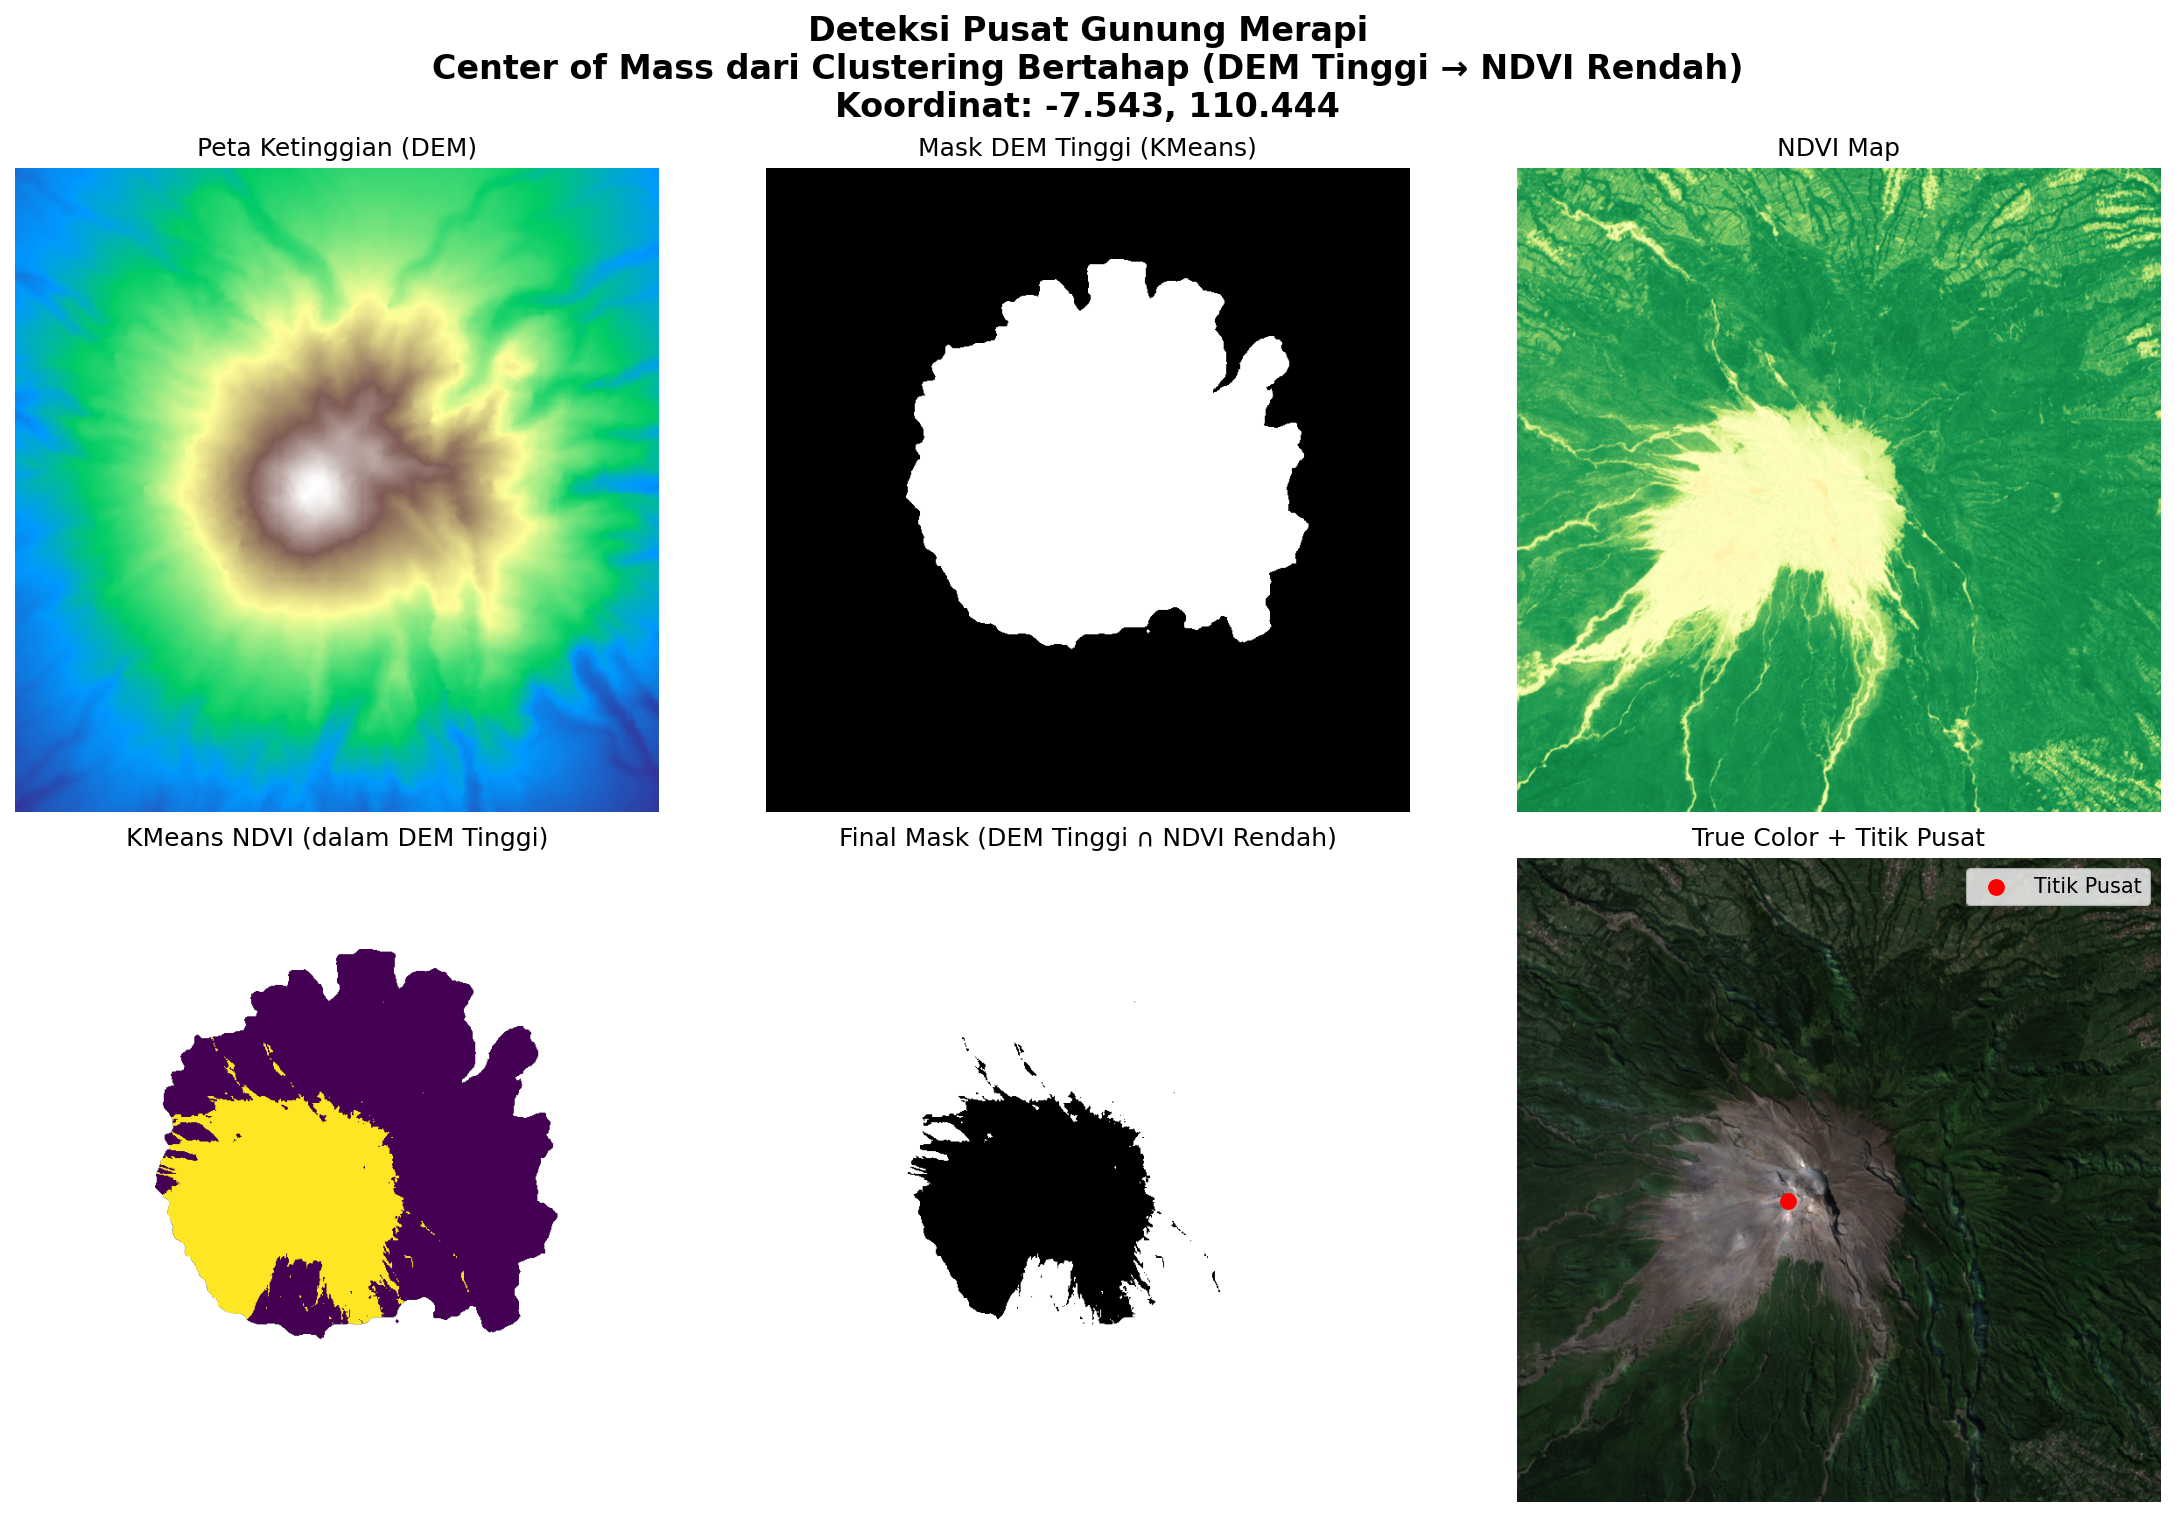 Deteksi Pusat Gunung Merapi
Center of Mass dari Clustering Bertahap (DEM Tinggi → NDVI Rendah)
Koordinat: -7.543, 110.444
Peta Ketinggian (DEM)
Mask DEM Tinggi (KMeans)
NDVI Map
KMeans NDVI (dalam DEM Tinggi)
Final Mask (DEM Tinggi ∩ NDVI Rendah)
True Color + Titik Pusat
Titik Pusat